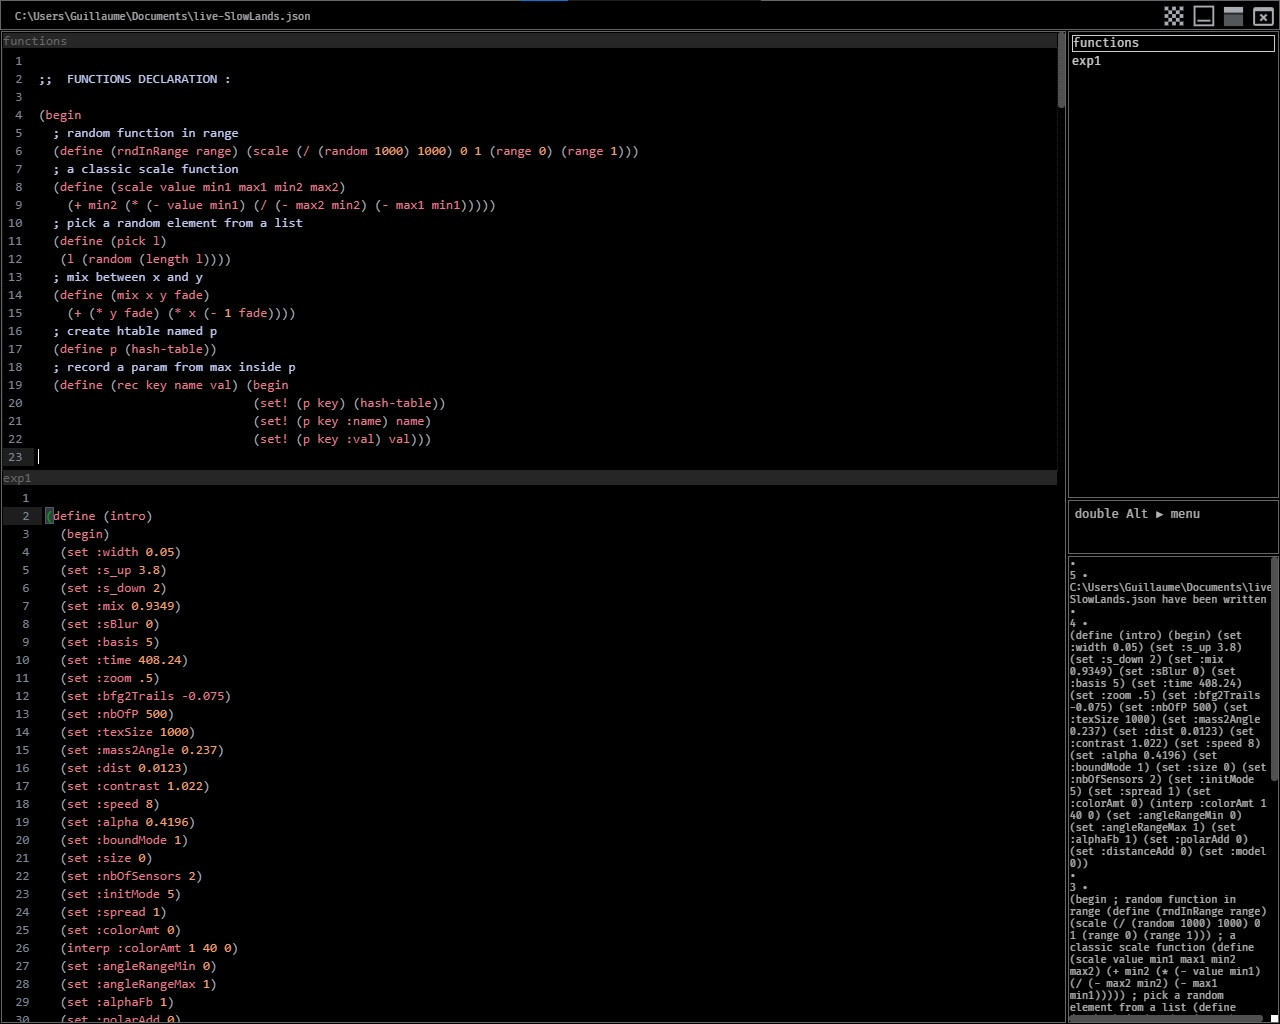 C:\Users\Guillaume\Documents\live-SlowLands.json
functions
1
2 ;;  FUNCTIONS DECLARATION :
3
4 (begin
5 ; random function in range
6 (define (rndInRange range) (scale (/ (random 1000) 1000) 0 1 (range 0) (range 1)))
7 ; a classic scale function
8 (define (scale value min1 max1 min2 max2)
9 (+ min2 (* (- value min1) (/ (- max2 min2) (- max1 min1)))))
10 ; pick a random element from a list
11 (define (pick l)
12 (l (random (length l))))
13 ; mix between x and y
14 (define (mix x y fade)
15 (+ (* y fade) (* x (- 1 fade))))
16 ; create htable named p
17 (define p (hash-table))
18 ; record a param from max inside p
19 (define (rec key name val) (begin
20 (set! (p key) (hash-table))
21 (set! (p key :name) name)
22 (set! (p key :val) val)))
23
exp1
1
2 (define (intro)
3 (begin)
4 (set :width 0.05)
5 (set :s_up 3.8)
6 (set :s_down 2)
7 (set :mix 0.9349)
8 (set :sBlur 0)
9 (set :basis 5)
10 (set :time 408.24)
11 (set :zoom .5)
12 (set :bfg2Trails -0.075)
13 (set :nbOfP 500)
14 (set :texSize 1000)
15 (set :mass2Angle 0.237)
16 (set :dist 0.0123)
17 (set :contrast 1.022)
18 (set :speed 8)
19 (set :alpha 0.4196)
20 (set :boundMode 1)
21 (set :size 0)
22 (set :nbOfSensors 2)
23 (set :initMode 5)
24 (set :spread 1)
25 (set :colorAmt 0)
26 (interp :colorAmt 1 40 0)
27 (set :angleRangeMin 0)
28 (set :angleRangeMax 1)
29 (set :alphaFb 1)
30 (set :polarAdd 0)
functions
exp1
double Alt ▶ menu
•
5 •
C:\Users\Guillaume\Documents\live
SlowLands.json have been written
•
4 •
(define (intro) (begin) (set
:width 0.05) (set :s_up 3.8)
(set :s_down 2) (set :mix
0.9349) (set :sBlur 0) (set
:basis 5) (set :time 408.24)
(set :zoom .5) (set :bfg2Trails
-0.075) (set :nbOfP 500) (set
:texSize 1000) (set :mass2Angle
0.237) (set :dist 0.0123) (set
:contrast 1.022) (set :speed 8)
(set :alpha 0.4196) (set
:boundMode 1) (set :size 0) (set
:nbOfSensors 2) (set :initMode
5) (set :spread 1) (set
:colorAmt 0) (interp :colorAmt 1
40 0) (set :angleRangeMin 0)
(set :angleRangeMax 1) (set
:alphaFb 1) (set :polarAdd 0)
(set :distanceAdd 0) (set :model
0))
•
3 •
(begin ; random function in
range (define (rndInRange range)
(scale (/ (random 1000) 1000) 0
1 (range 0) (range 1))) ; a
classic scale function (define
(scale value min1 max1 min2
max2) (+ min2 (* (- value min1)
(/ (- max2 min2) (- max1
min1))))) ; pick a random
element from a list (define